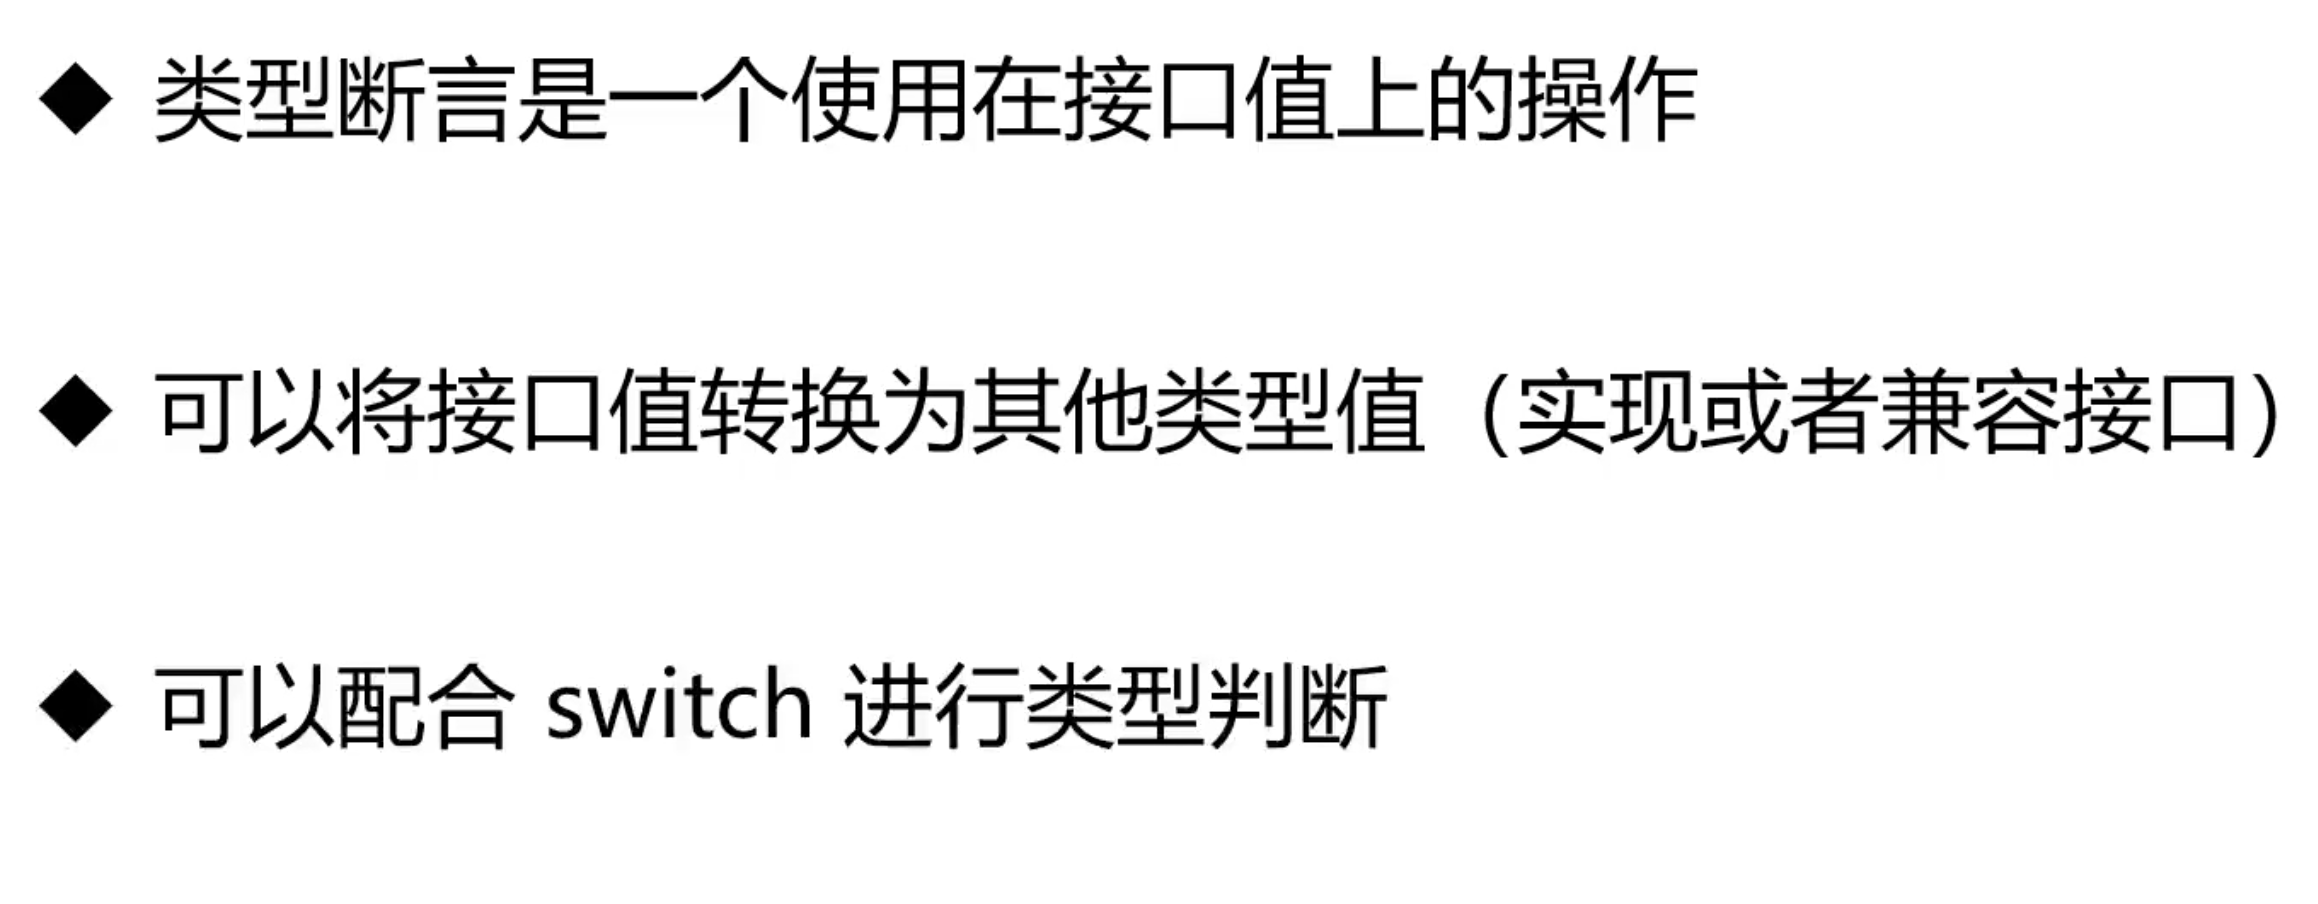 ◆ 类型断言是一个使用在接口值上的操作
◆ 可以将接口值转换为其他类型值（实现或者兼容接口）
◆ 可以配合 switch 进行类型判断